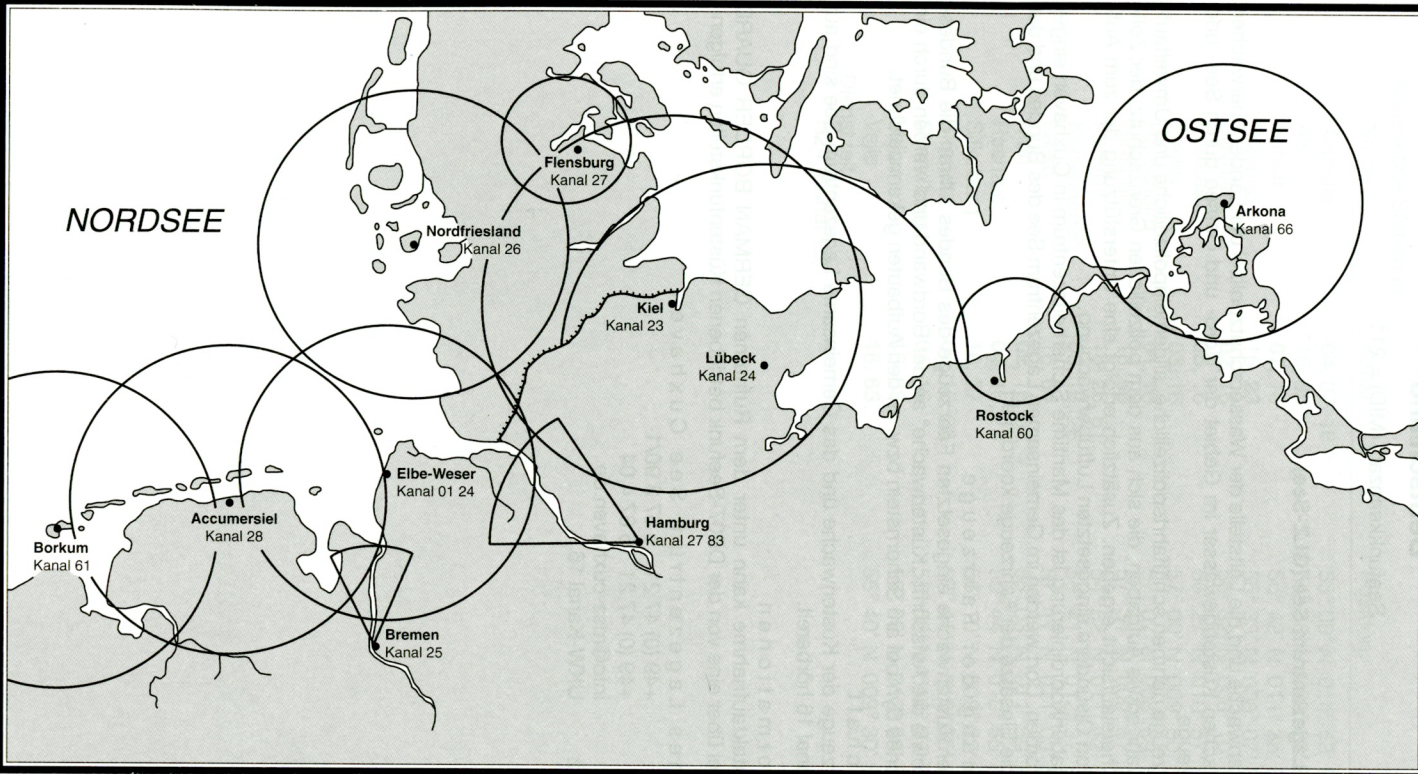 NORDSEE
OSTSEE
Flensburg
Kanal 27
Nordfriesland
Kanal 26
Arkona
Kanal 66
Kiel
Kanal 23
Lübeck
Kanal 24
Rostock
Kanal 60
Elbe-Weser
Kanal 01 24
Accumersiel
Kanal 28
Borkum
Kanal 61
Hamburg
Kanal 27 83
Bremen
Kanal 25